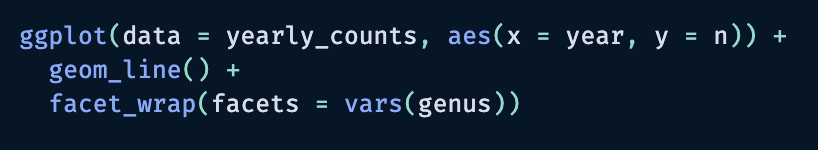 ggplot(data = yearly_counts, aes(x = year, y = n)) +
  geom_line() +
  facet_wrap(facets = vars(genus))